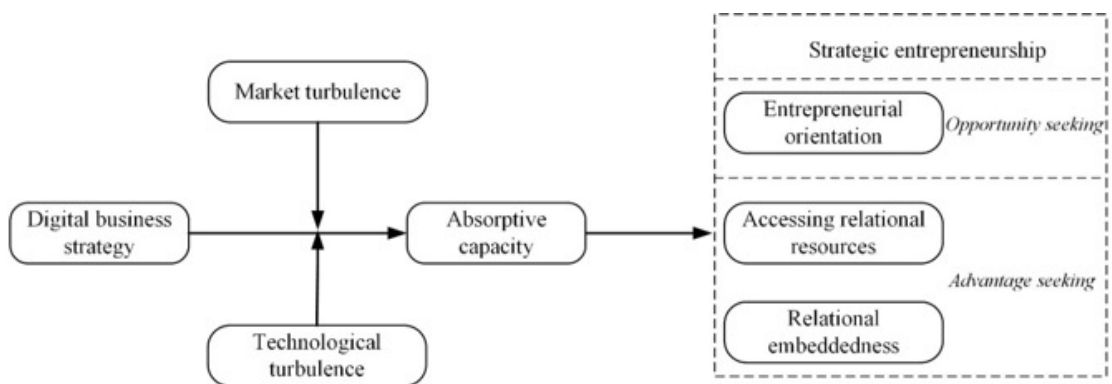 Strategic entrepreneurship
Market turbulence
Entrepreneurial
orientation
Opportunity seeking
Digital business
strategy
Absorptive
capacity
Accessing relational
resources
Advantage seeking
Technological
turbulence
Relational
embeddedness